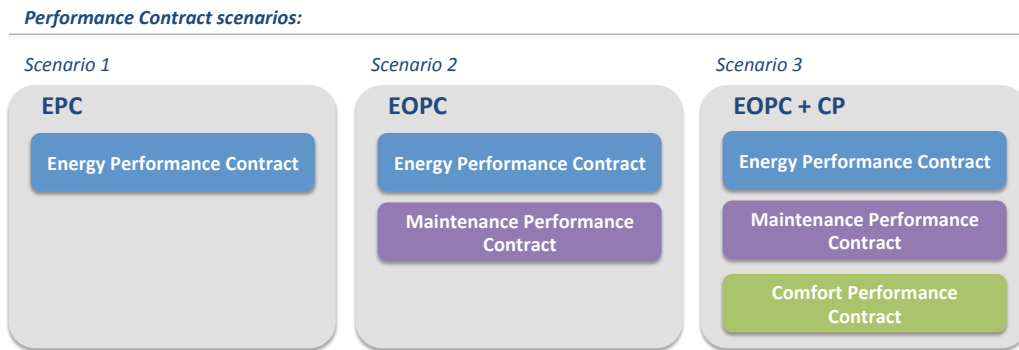 Performance Contract scenarios:
Scenario 1
EPC
Energy Performance Contract
Scenario 2
EOPC
Energy Performance Contract
Maintenance Performance
Contract
Scenario 3
EOPC + CP
Energy Performance Contract
Maintenance Performance
Contract
Comfort Performance
Contract